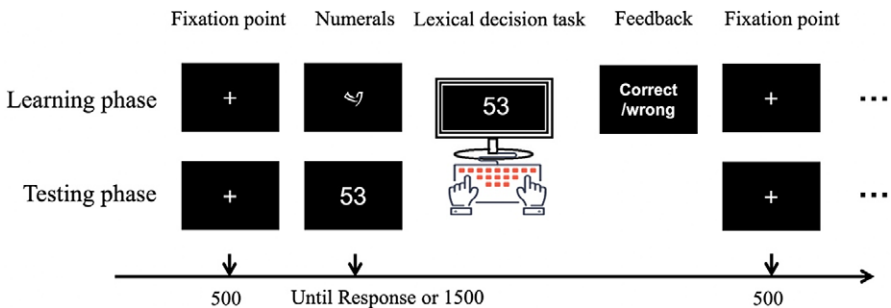 Fixation point Numerals Lexical decision task Feedback Fixation point
Learning phase + 53 Correct + ...
/wrong
Testing phase + 53 + ...
500 Until Response or 1500 500